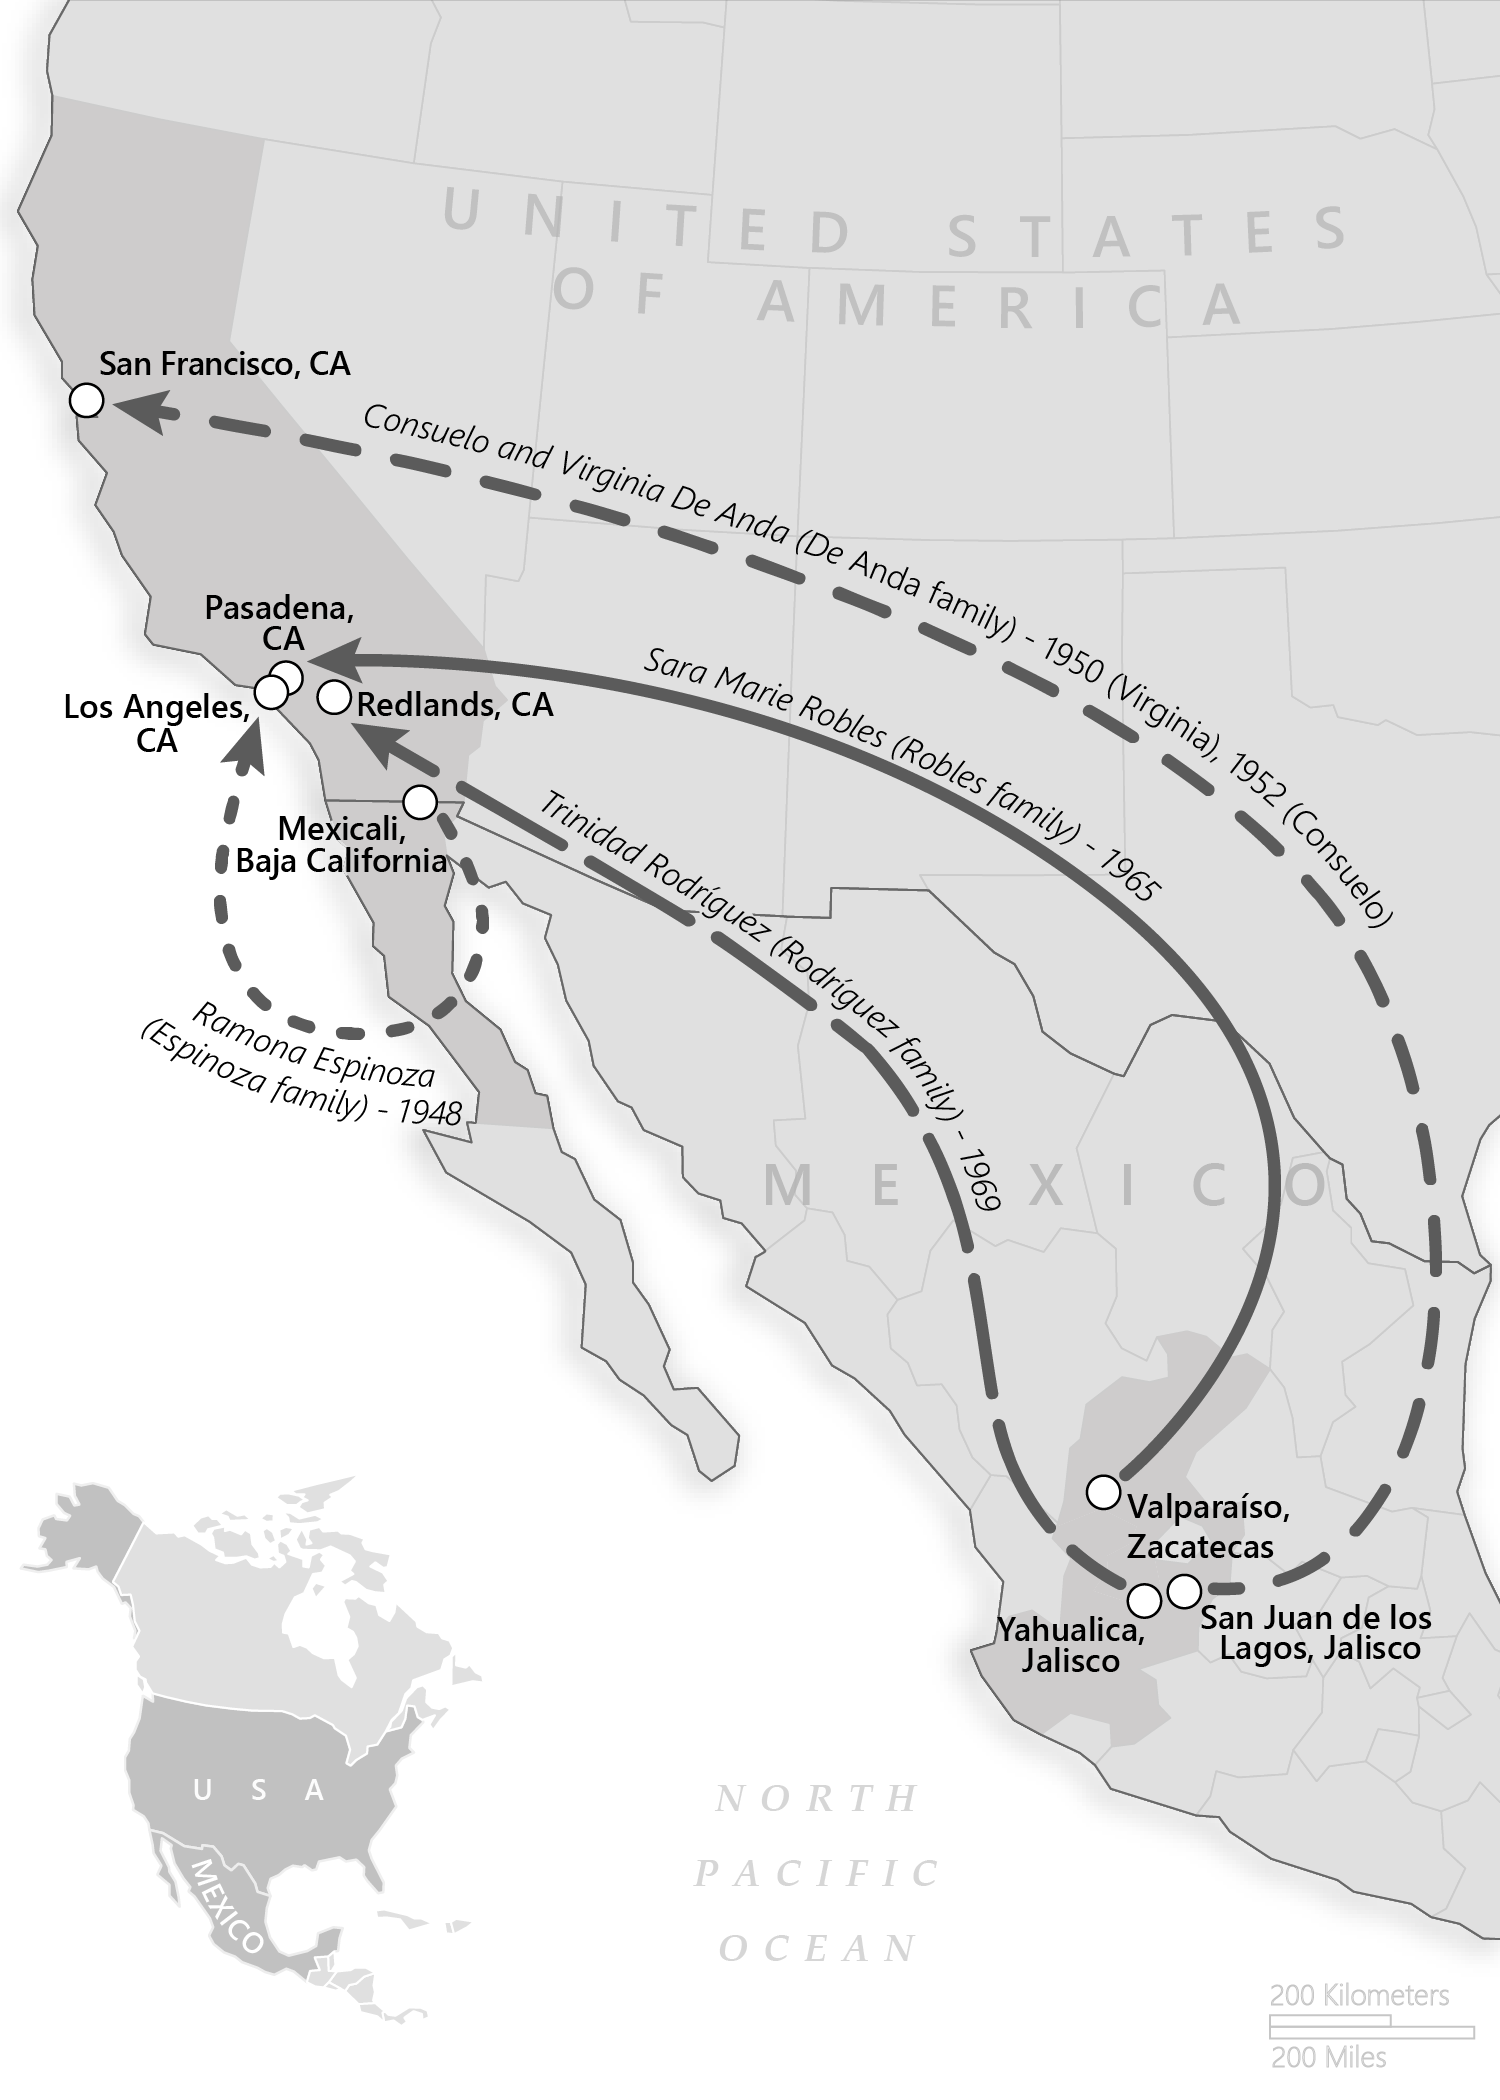 UNITED STATES
OF AMERICA
San Francisco, CA
Consuelo and Virginia De Anda (De Anda family) - 1950 (Virginia), 1952 (Consuelo)
Pasadena,
CA
Sara Marie Robles (Robles family) - 1965
Los Angeles,
CA
Redlands, CA
Trinidad Rodríguez (Rodríguez family) - 1969
Mexicali,
Baja California
Ramona Espinoza
(Espinoza family) - 1948
MEXICO
Valparaíso,
Zacatecas
Yahualica,
Jalisco
San Juan de los
Lagos, Jalisco
USA
MEXICO
NORTH
PACIFIC
OCEAN
200 Kilometers
200 Miles